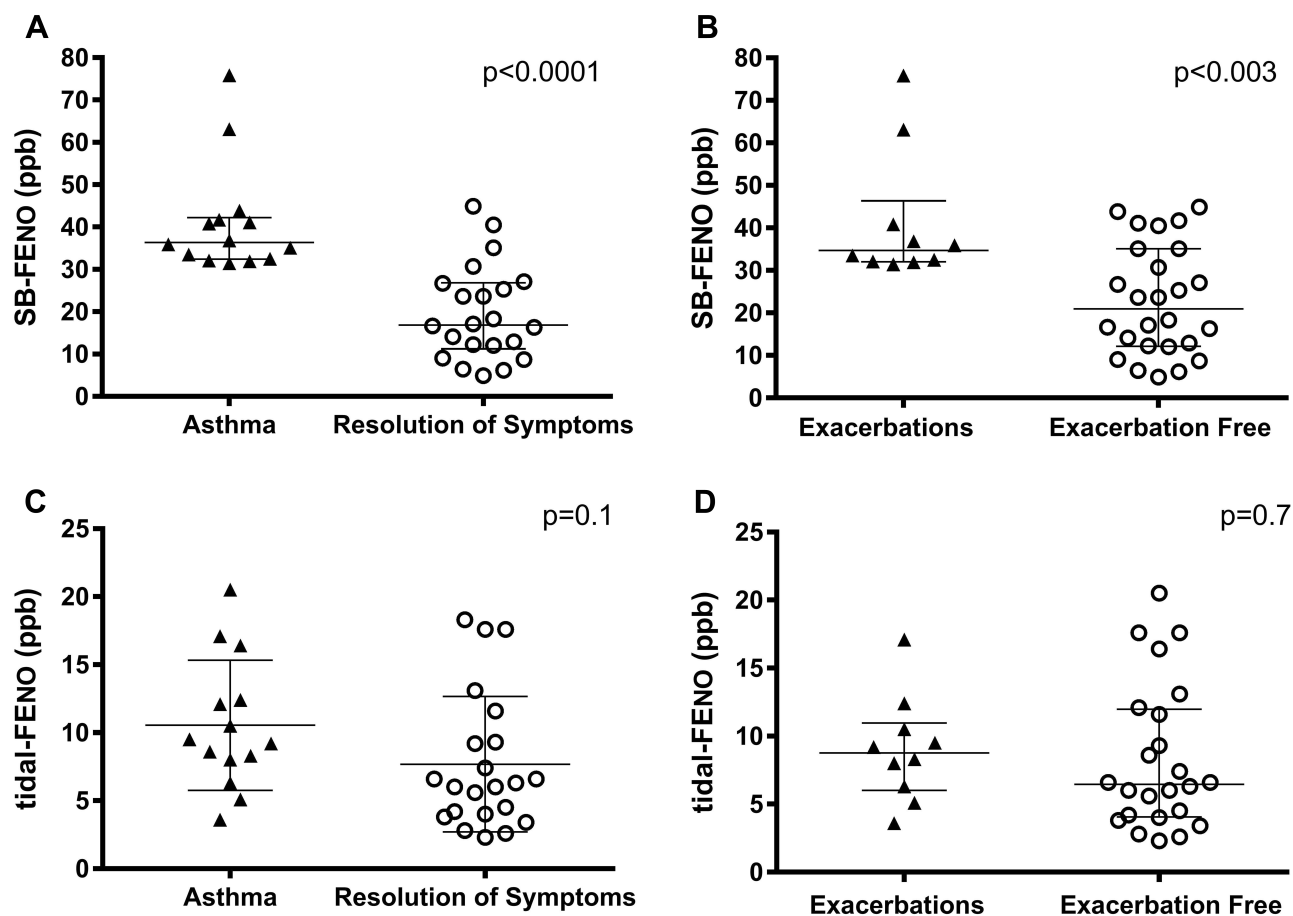 A
p<0.0001
SB-FENO (ppb)
80
70
60
50
40
30
20
10
0
Asthma
Resolution of Symptoms
B
p<0.003
SB-FENO (ppb)
80
70
60
50
40
30
20
10
0
Exacerbations
Exacerbation Free
C
p=0.1
tidal-FENO (ppb)
25
20
15
10
5
0
Asthma
Resolution of Symptoms
D
p=0.7
tidal-FENO (ppb)
25
20
15
10
5
0
Exacerbations
Exacerbation Free